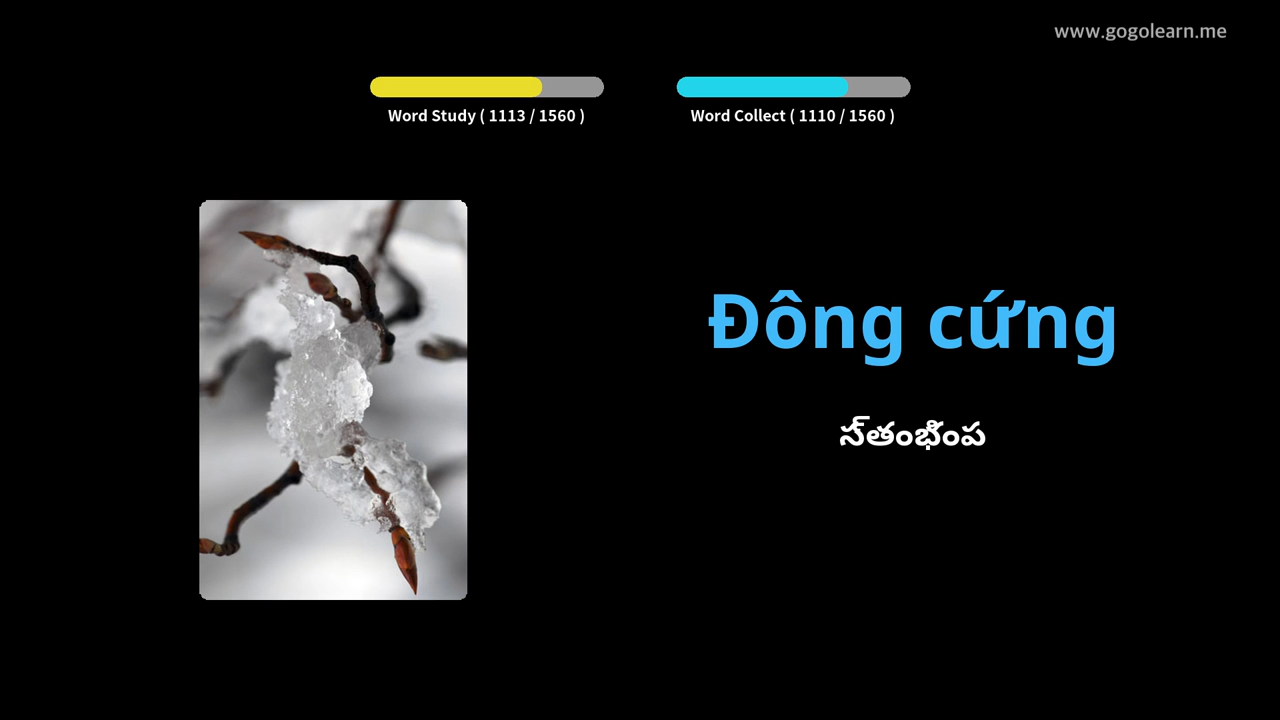 www.gogolearn.me
Word Study ( 1113 / 1560 )
Word Collect ( 1110 / 1560 )
Đông cứng
స్తంభింప